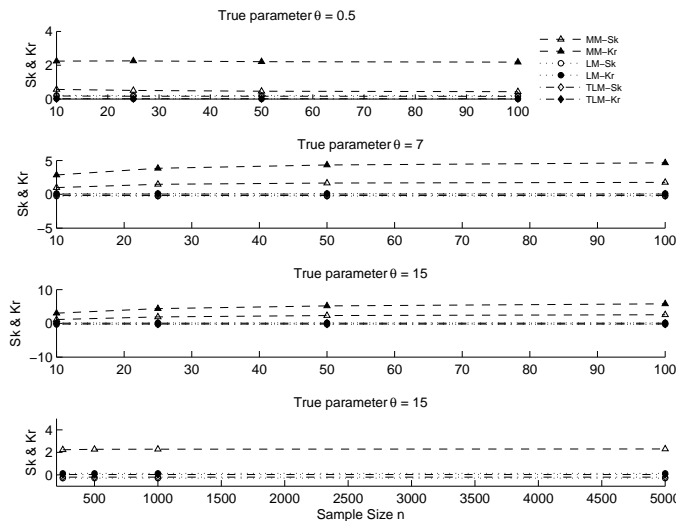 True parameter θ = 0.5
Sk & Kr
4
2
0
10 20 30 40 50 60 70 80 90 100
MM−Sk
MM−Kr
LM−Sk
LM−Kr
TLM−Sk
TLM−Kr
True parameter θ = 7
Sk & Kr
5
0
−5
10 20 30 40 50 60 70 80 90 100
True parameter θ = 15
Sk & Kr
10
0
−10
10 20 30 40 50 60 70 80 90 100
True parameter θ = 15
Sk & Kr
4
2
0
500 1000 1500 2000 2500 3000 3500 4000 4500 5000
Sample Size n